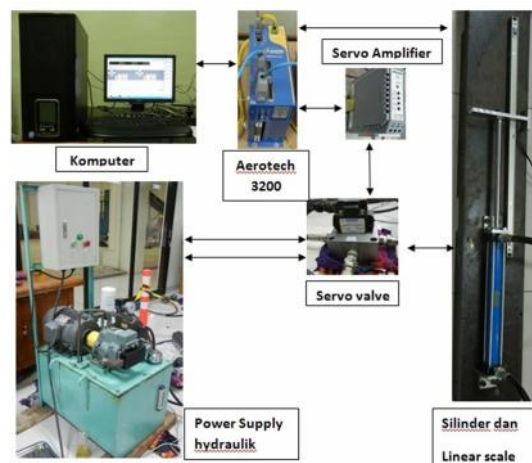 Servo Amplifier
Komputer
Aerotech
3200
Servo valve
Power Supply
hydraulik
Silinder dan
Linear scale